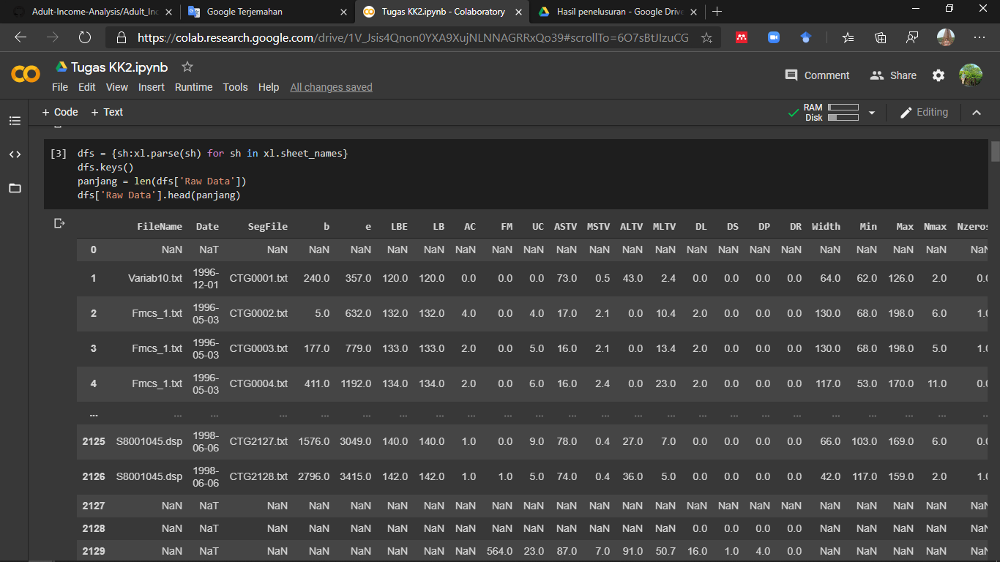 Adult-Income-Analysis/Adult_Inc
Google Terjemahan
Tugas KK2.ipynb - Colaboratory
Hasil penelusuran - Google Drive
https://colab.research.google.com/drive/1V_Jsis4Qnon0YXA9XujNLNNAGRRxQo39#scrollTo=6O7sBtJIzuCG
Tugas KK2.ipynb
Comment Share
File Edit View Insert Runtime Tools Help All changes saved
+ Code + Text RAM Disk Editing
[3] dfs = {sh:xl.parse(sh) for sh in xl.sheet_names}
dfs.keys()
panjang = len(dfs['Raw Data'])
dfs['Raw Data'].head(panjang)
FileName Date SegFile b e LBE LB AC FM UC ASTV MSTV ALTV MLTV DL DS DP DR Width Min Max Nmax Nzeros
0 NaN NaT NaN NaN NaN NaN NaN NaN NaN NaN NaN NaN NaN NaN NaN NaN NaN NaN NaN NaN NaN NaN NaN
1 Variab10.txt 1996-12-01 CTG0001.txt 240.0 357.0 120.0 120.0 0.0 0.0 0.0 73.0 0.5 43.0 2.4 0.0 0.0 0.0 0.0 64.0 62.0 126.0 2.0 0.0
2 Fmcs_1.txt 1996-05-03 CTG0002.txt 5.0 632.0 132.0 132.0 4.0 0.0 4.0 17.0 2.1 0.0 10.4 2.0 0.0 0.0 0.0 130.0 68.0 198.0 6.0 1.0
3 Fmcs_1.txt 1996-05-03 CTG0003.txt 177.0 779.0 133.0 133.0 2.0 0.0 5.0 16.0 2.1 0.0 13.4 2.0 0.0 0.0 0.0 130.0 68.0 198.0 5.0 1.0
4 Fmcs_1.txt 1996-05-03 CTG0004.txt 411.0 1192.0 134.0 134.0 2.0 0.0 6.0 16.0 2.4 0.0 23.0 2.0 0.0 0.0 0.0 117.0 53.0 170.0 11.0 0.0
... ... ... ... ... ... ... ... ... ... ... ... ... ... ... ... ... ... ... ... ... ... ... ...
2125 S8001045.dsp 1998-06-06 CTG2127.txt 1576.0 3049.0 140.0 140.0 1.0 0.0 9.0 78.0 0.4 27.0 7.0 0.0 0.0 0.0 0.0 66.0 103.0 169.0 6.0 0.0
2126 S8001045.dsp 1998-06-06 CTG2128.txt 2796.0 3415.0 142.0 142.0 1.0 1.0 5.0 74.0 0.4 36.0 5.0 0.0 0.0 0.0 0.0 42.0 117.0 159.0 2.0 1.0
2127 NaN NaT NaN NaN NaN NaN NaN NaN NaN NaN NaN NaN NaN NaN NaN NaN NaN NaN NaN NaN NaN NaN NaN
2128 NaN NaT NaN NaN NaN NaN NaN NaN NaN NaN NaN NaN NaN NaN 0.0 0.0 0.0 0.0 NaN NaN NaN NaN NaN
2129 NaN NaT NaN NaN NaN NaN NaN NaN 564.0 23.0 87.0 7.0 91.0 50.7 16.0 1.0 4.0 0.0 NaN NaN NaN NaN NaN